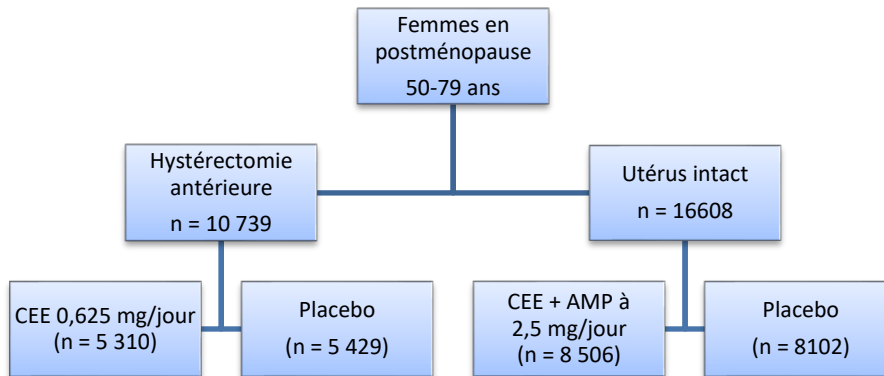 Femmes en
postménopause
50-79 ans
Hystérectomie
antérieure
n = 10 739
Utérus intact
n = 16608
CEE 0,625 mg/jour
(n = 5 310)
Placebo
(n = 5 429)
CEE + AMP à
2,5 mg/jour
(n = 8 506)
Placebo
(n = 8102)